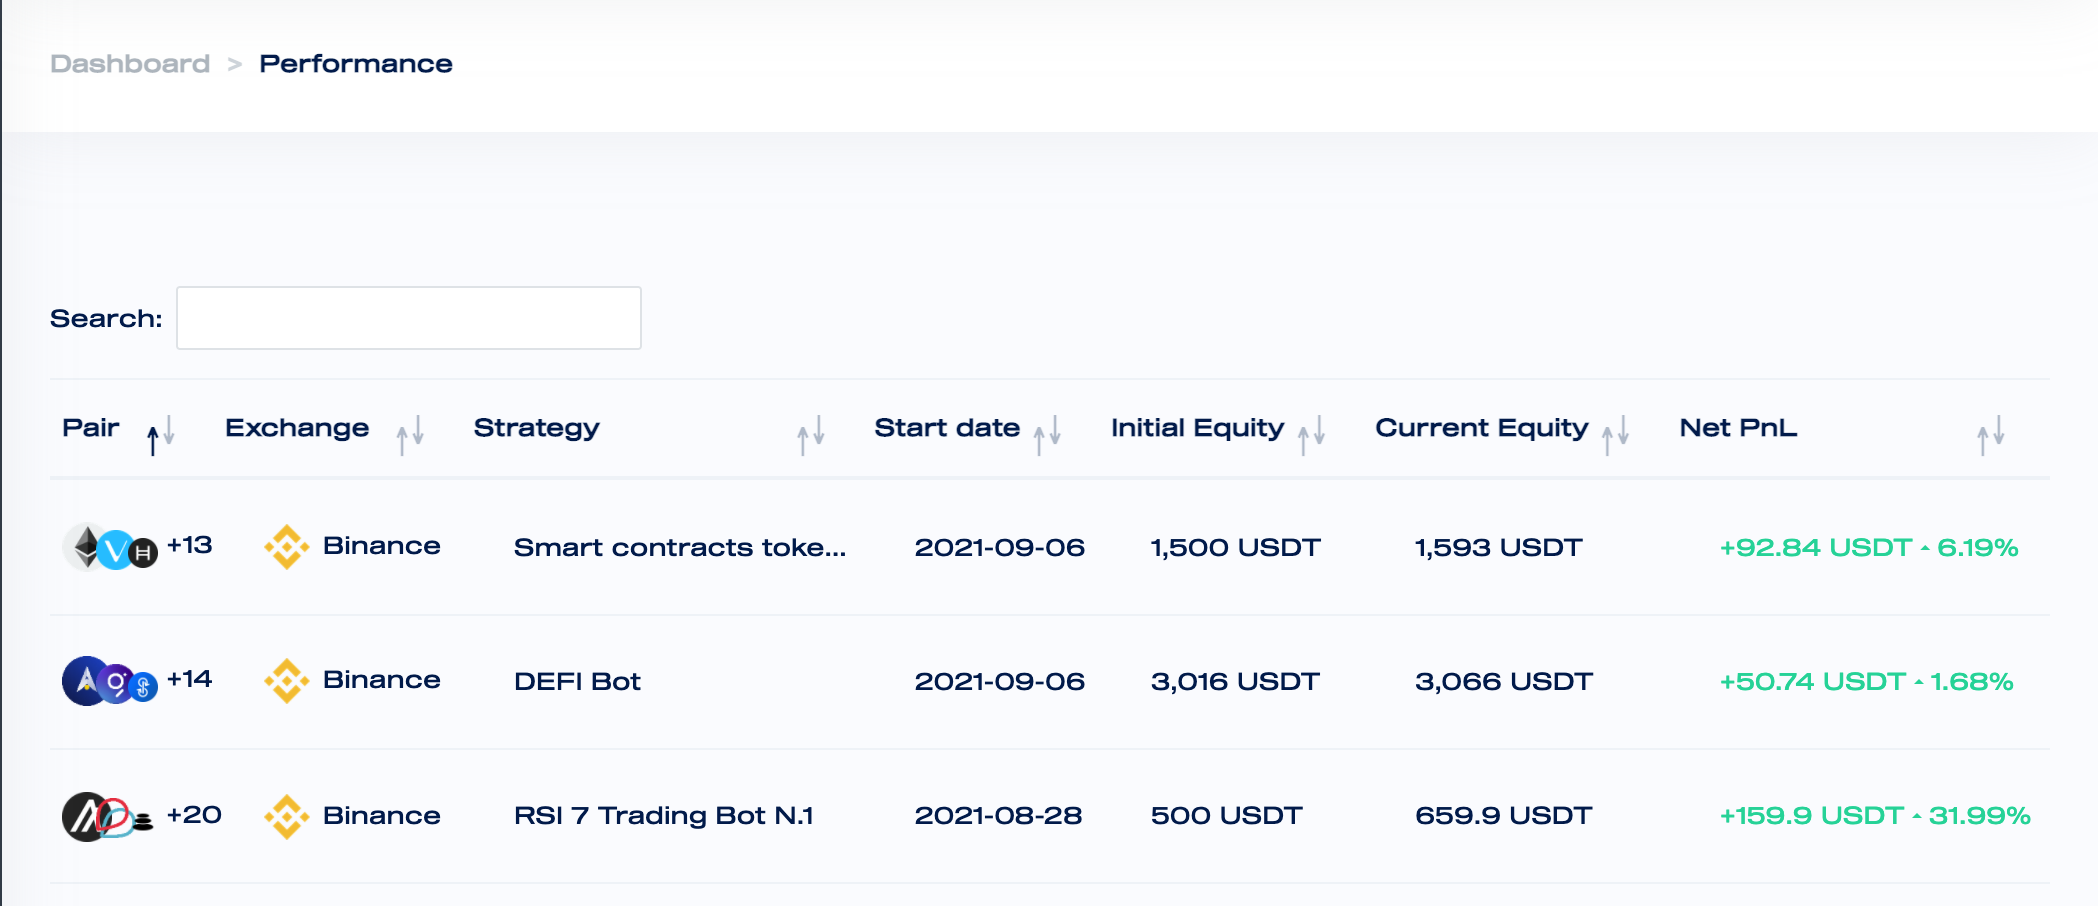 Dashboard > Performance
Search:
Pair Exchange Strategy Start date Initial Equity Current Equity Net PnL
+13 Binance Smart contracts toke... 2021-09-06 1,500 USDT 1,593 USDT +92.84 USDT 6.19%
+14 Binance DEFI Bot 2021-09-06 3,016 USDT 3,066 USDT +50.74 USDT 1.68%
+20 Binance RSI 7 Trading Bot N.1 2021-08-28 500 USDT 659.9 USDT +159.9 USDT 31.99%